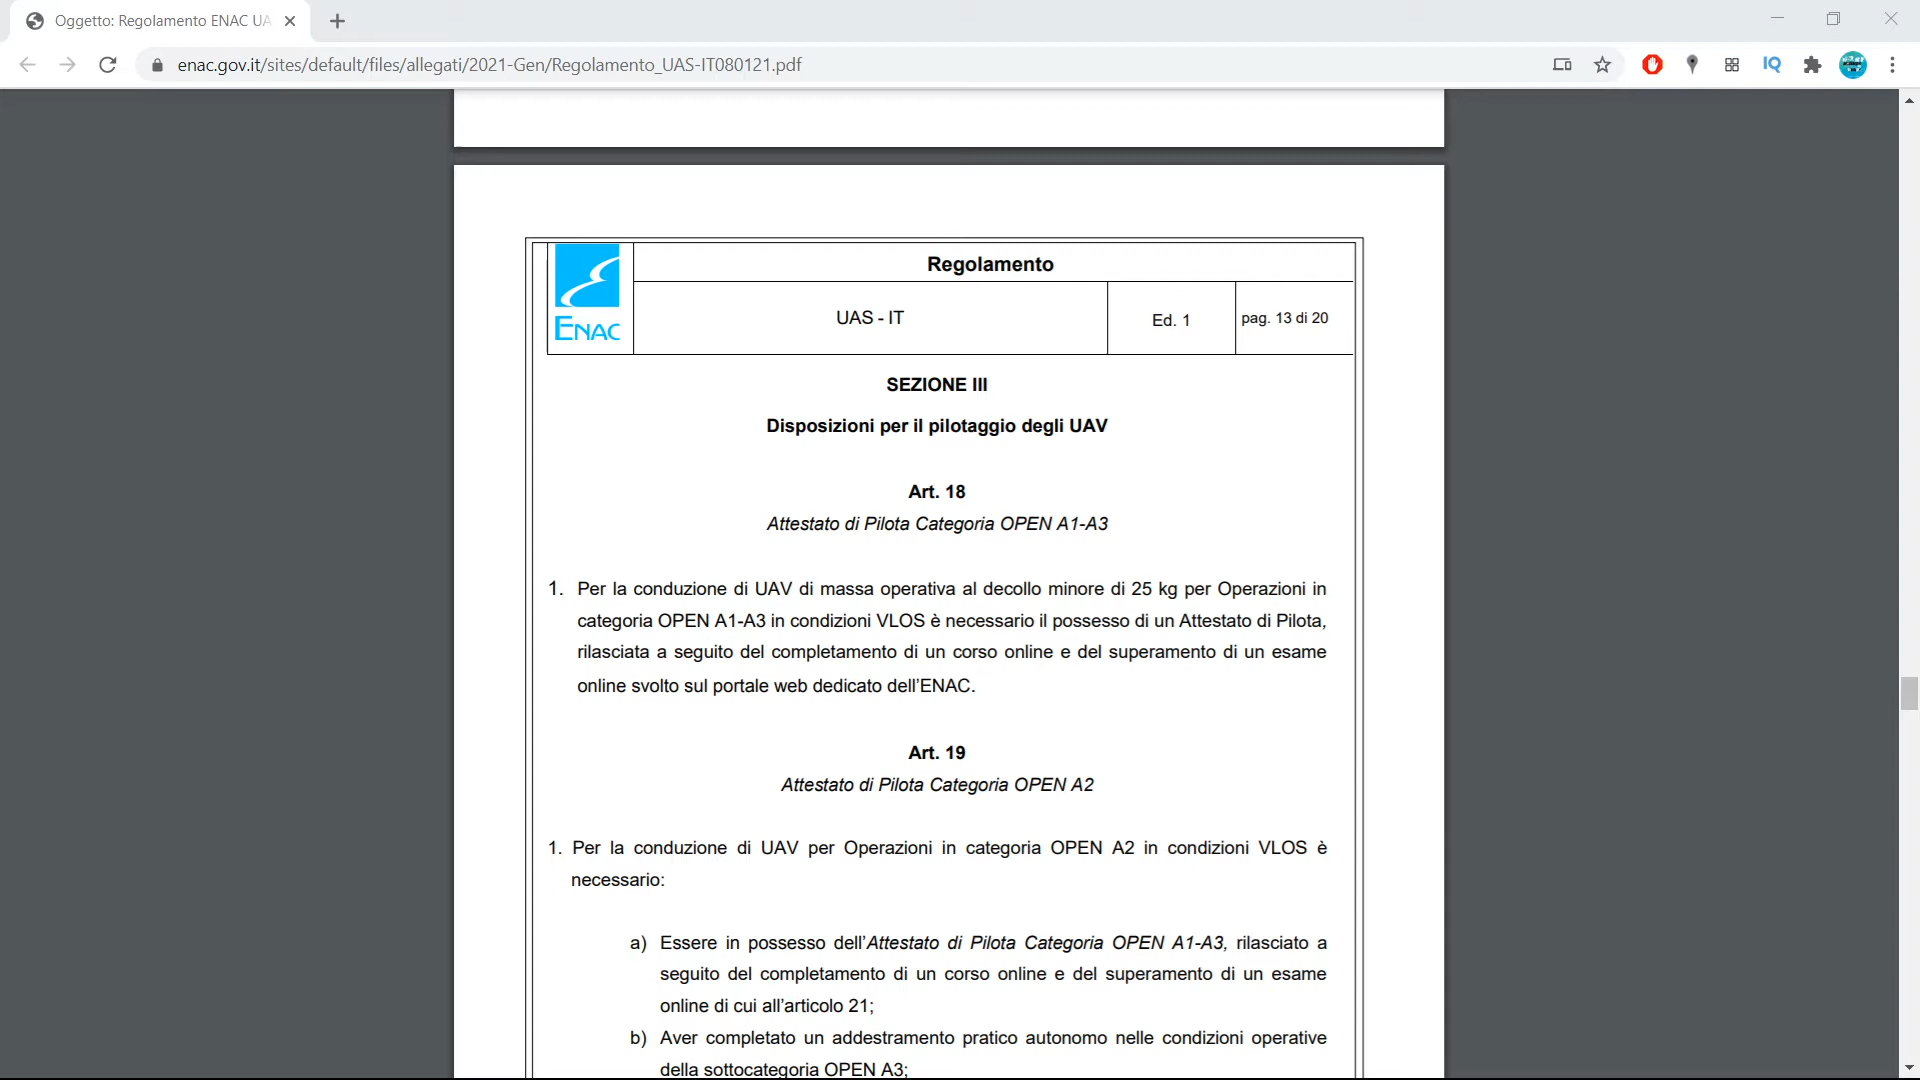 Oggetto: Regolamento ENAC UA
enac.gov.it/sites/default/files/allegati/2021-Gen/Regolamento_UAS-IT080121.pdf
IQ
ENAC
Regolamento
UAS - IT
Ed. 1
pag. 13 di 20
SEZIONE III
Disposizioni per il pilotaggio degli UAV
Art. 18
Attestato di Pilota Categoria OPEN A1-A3
1. Per la conduzione di UAV di massa operativa al decollo minore di 25 kg per Operazioni in
categoria OPEN A1-A3 in condizioni VLOS è necessario il possesso di un Attestato di Pilota,
rilasciata a seguito del completamento di un corso online e del superamento di un esame
online svolto sul portale web dedicato dell'ENAC.
Art. 19
Attestato di Pilota Categoria OPEN A2
1. Per la conduzione di UAV per Operazioni in categoria OPEN A2 in condizioni VLOS è
necessario:
a) Essere in possesso dell'Attestato di Pilota Categoria OPEN A1-A3, rilasciato a
seguito del completamento di un corso online e del superamento di un esame
online di cui all'articolo 21;
b) Aver completato un addestramento pratico autonomo nelle condizioni operative
della sottocategoria OPEN A3;